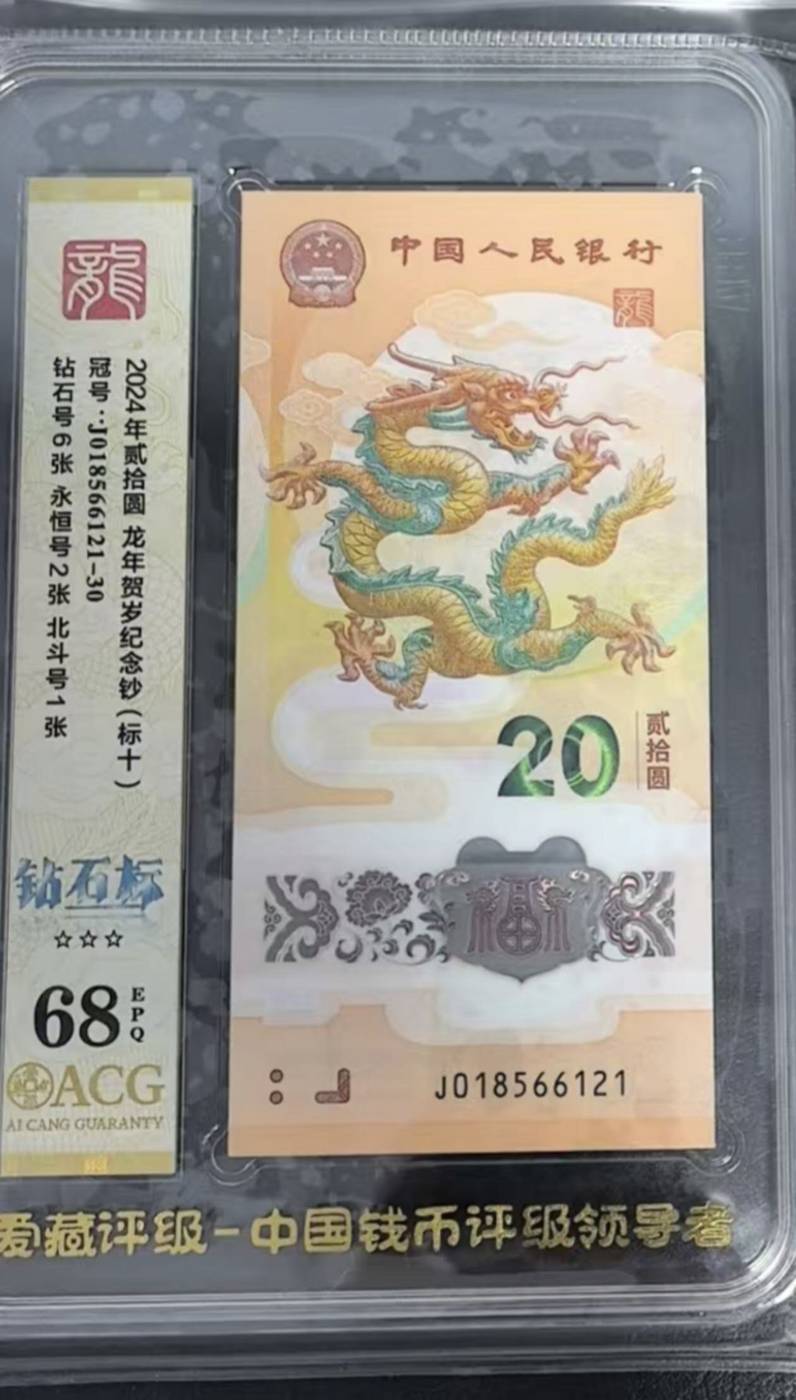 龍
2024年贰拾圆 龙年贺岁纪念钞(标十)
冠号·J018566121-30
钻石号6张 永恒号2张 北斗号1张
钻石标
☆☆☆
68 EPQ
ACG
AI CANG GUARANTY
中国人民银行
龍
20
贰拾圆
福
J018566121
爱藏评级-中国钱币评级领导者